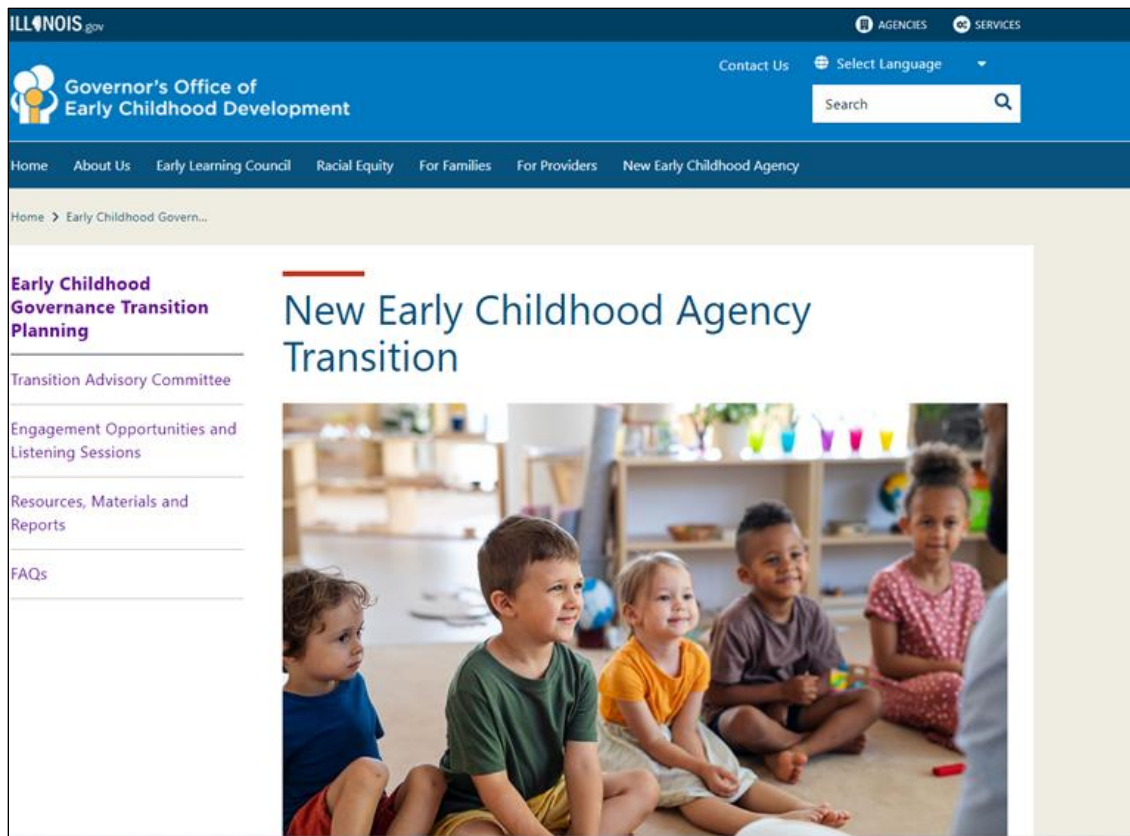 ILLINOIS.gov
AGENCIES
SERVICES
Governor's Office of
Early Childhood Development
Contact Us
Select Language
Search
Home About Us Early Learning Council Racial Equity For Families For Providers New Early Childhood Agency
Home > Early Childhood Govern...
Early Childhood
Governance Transition
Planning
Transition Advisory Committee
Engagement Opportunities and
Listening Sessions
Resources, Materials and
Reports
FAQs
New Early Childhood Agency
Transition